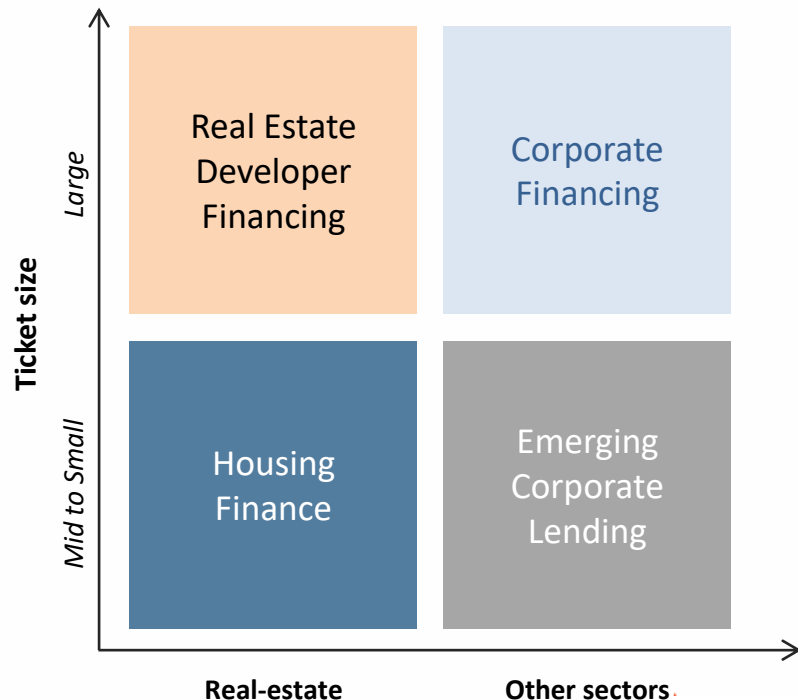 Ticket size
Large
Real Estate
Developer
Financing
Corporate
Financing
Mid to Small
Housing
Finance
Emerging
Corporate
Lending
Real-estate
Other sectors